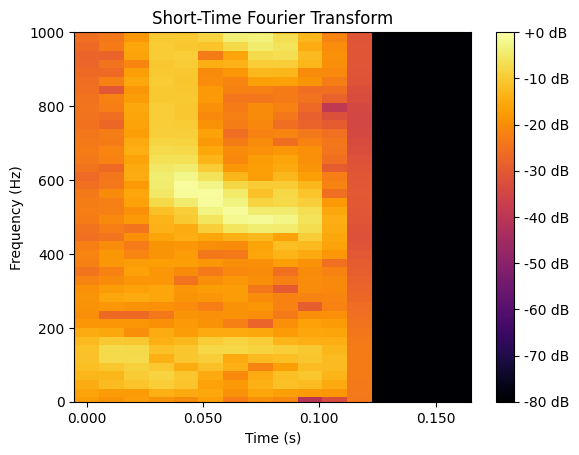 Short-Time Fourier Transform
1000
800
600
400
200
0
Frequency (Hz)
0.000
0.050
0.100
0.150
Time (s)
+0 dB
-10 dB
-20 dB
-30 dB
-40 dB
-50 dB
-60 dB
-70 dB
-80 dB